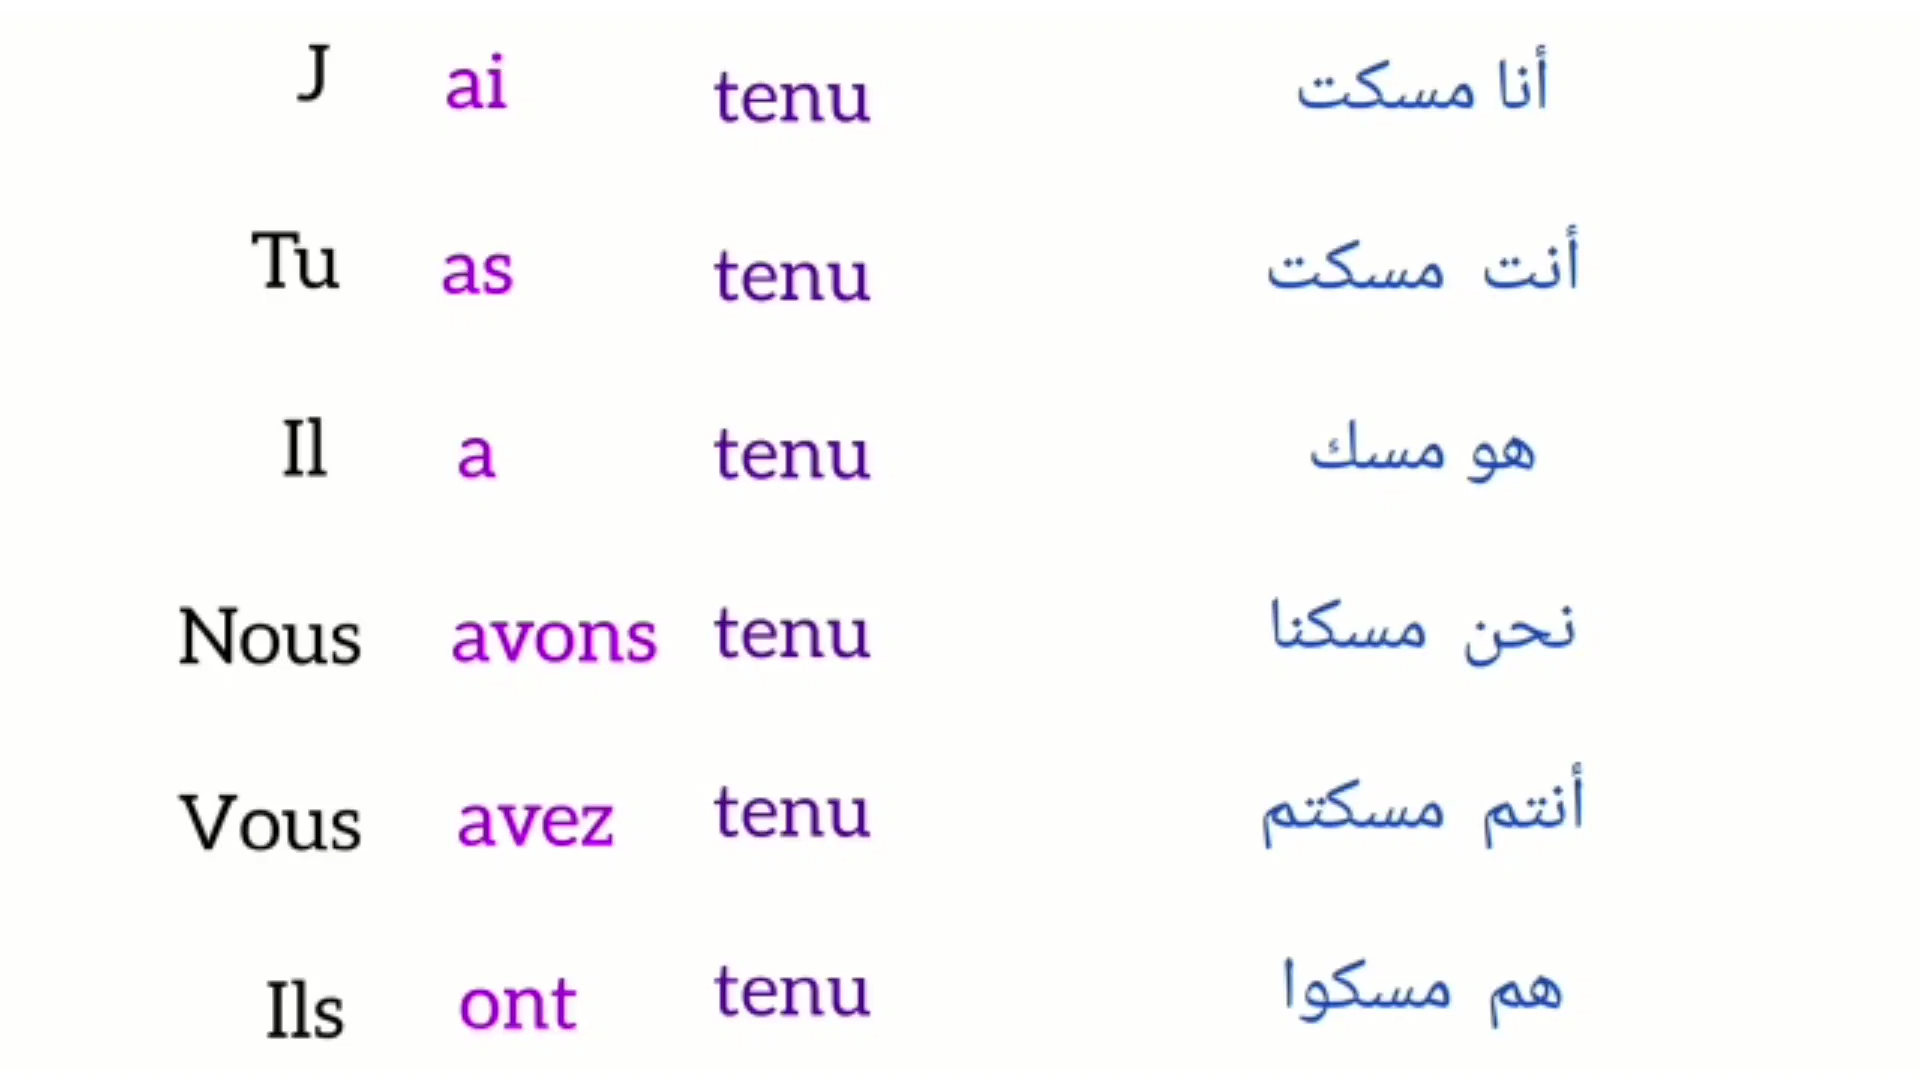 J ai tenu أنا مسكت
Tu as tenu أنت مسكت
Il a tenu هو مسك
Nous avons tenu نحن مسكنا
Vous avez tenu أنتم مسكتم
Ils ont tenu هم مسكوا